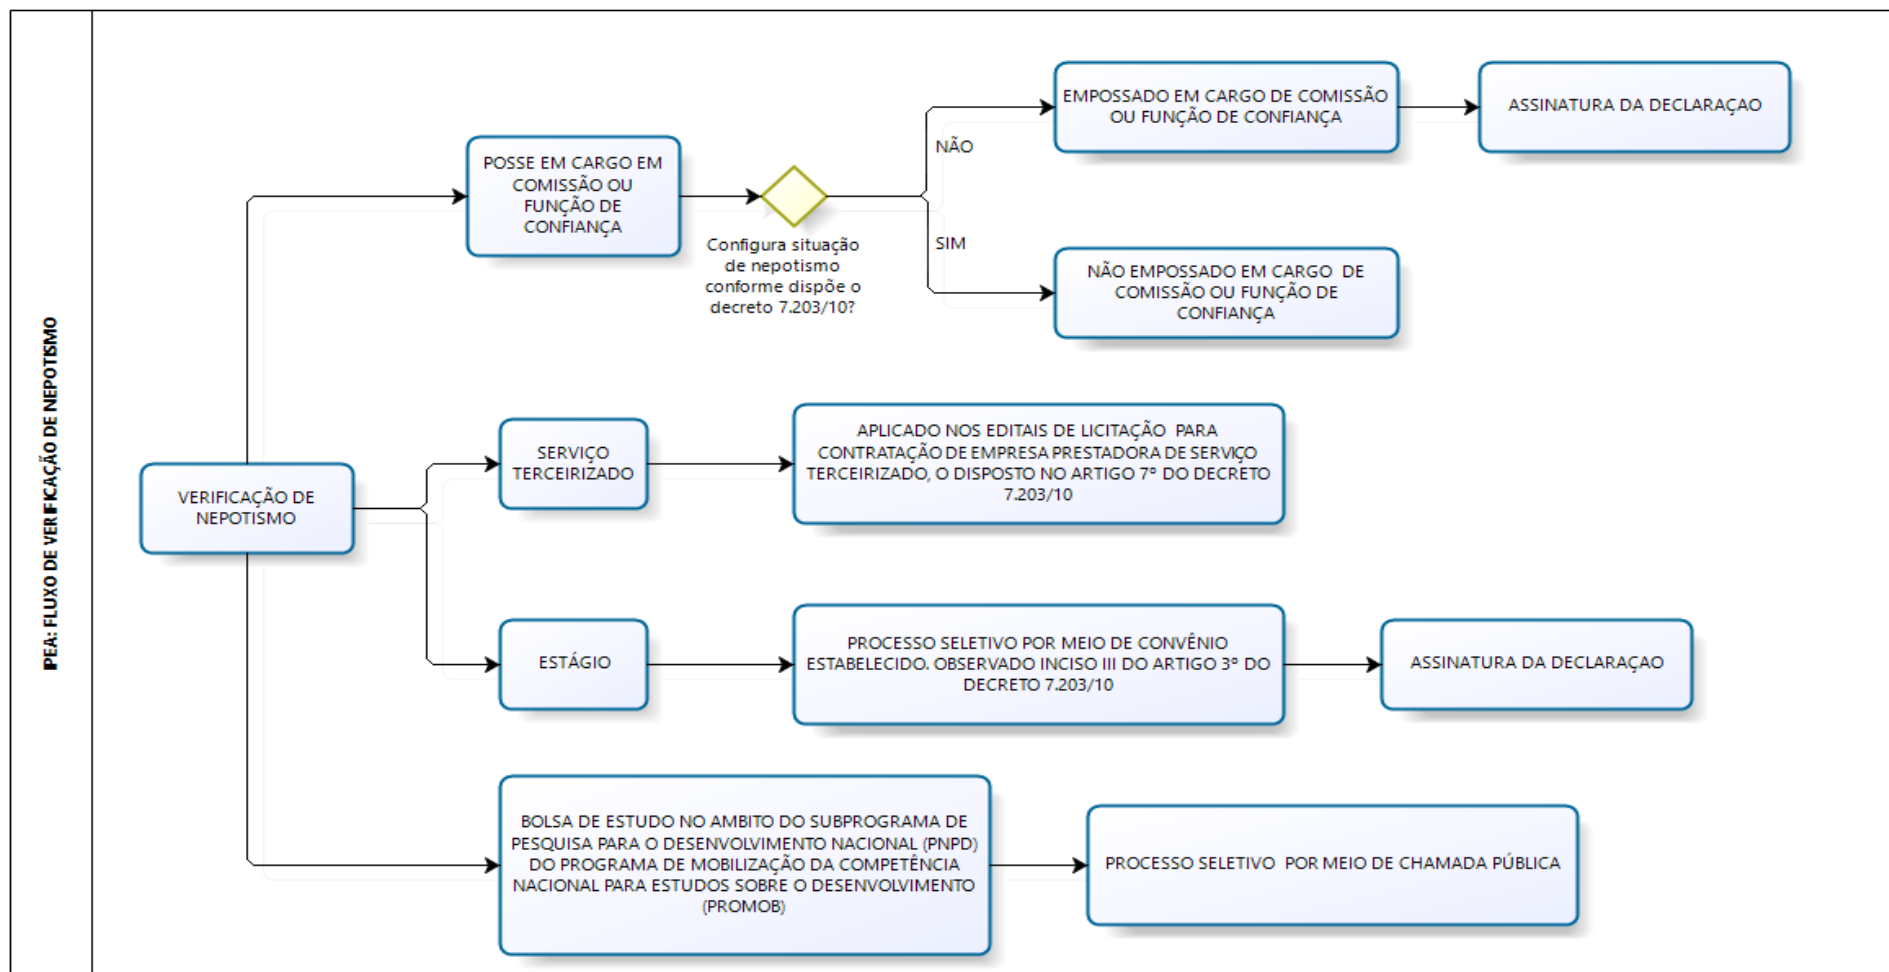 IPEA: FLUXO DE VERIFICAÇÃO DE NEPOTISMO
VERIFICAÇÃO DE
NEPOTISMO
POSSE EM CARGO EM
COMISSÃO OU
FUNÇÃO DE
CONFIANÇA
Configura situação
de nepotismo
conforme dispõe o
decreto 7.203/10?
NÃO
SIM
EMPOSSADO EM CARGO DE COMISSÃO
OU FUNÇÃO DE CONFIANÇA
ASSINATURA DA DECLARAÇAO
NÃO EMPOSSADO EM CARGO DE
COMISSÃO OU FUNÇÃO DE
CONFIANÇA
SERVIÇO
TERCEIRIZADO
APLICADO NOS EDITAIS DE LICITAÇÃO PARA
CONTRATAÇÃO DE EMPRESA PRESTADORA DE SERVIÇO
TERCEIRIZADO, O DISPOSTO NO ARTIGO 7º DO DECRETO
7.203/10
ESTÁGIO
PROCESSO SELETIVO POR MEIO DE CONVÊNIO
ESTABELECIDO. OBSERVADO INCISO III DO ARTIGO 3º DO
DECRETO 7.203/10
ASSINATURA DA DECLARAÇAO
BOLSA DE ESTUDO NO AMBITO DO SUBPROGRAMA DE
PESQUISA PARA O DESENVOLVIMENTO NACIONAL (PNPD)
DO PROGRAMA DE MOBILIZAÇÃO DA COMPETÊNCIA
NACIONAL PARA ESTUDOS SOBRE O DESENVOLVIMENTO
(PROMOB)
PROCESSO SELETIVO POR MEIO DE CHAMADA PÚBLICA